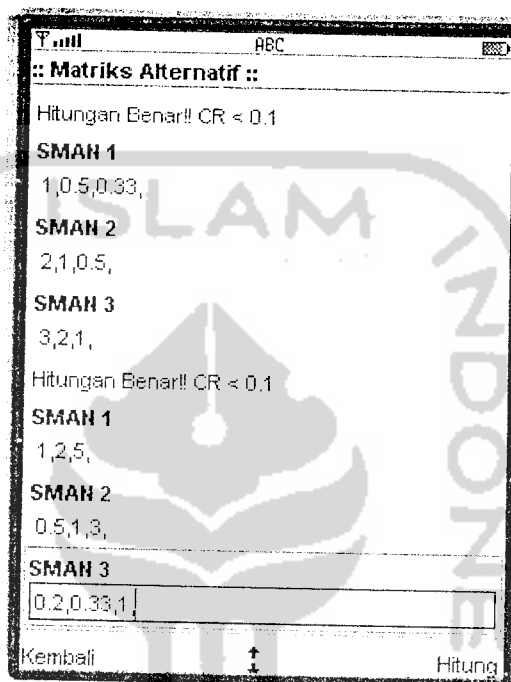 ABC
:: Matriks Alternatif ::
Hitungan Benar!! CR < 0.1
SMAN 1
1,0.5,0.33,
ISLAM
SMAN 2
2,1,0.5,
SMAN 3
3,2,1,
Hitungan Benar!! CR < 0.1
SMAN 1
1,2,5,
SMAN 2
0.5,1,3,
SMAN 3
0.2,0.33,1,
INDONE
Kembali
Hitung